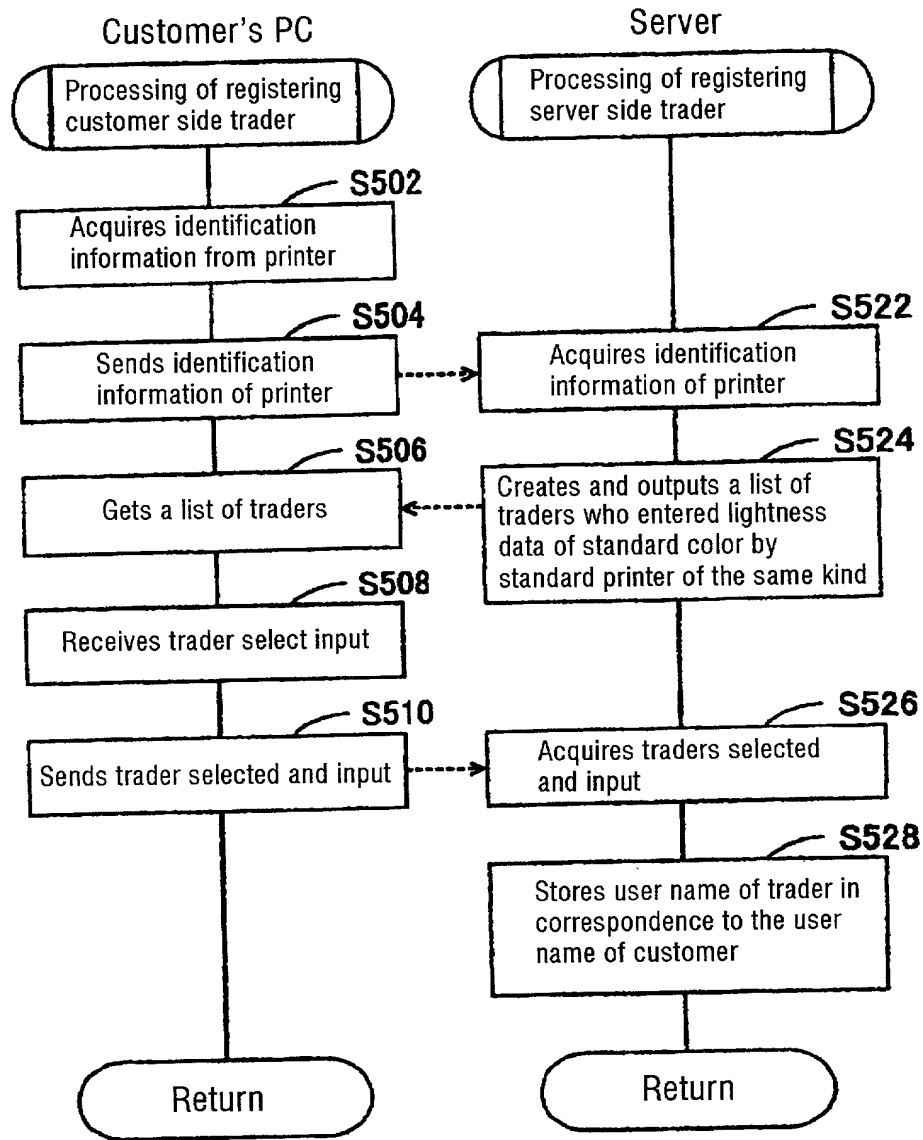 Customer's PC
Processing of registering
customer side trader
S502
Acquires identification
information from printer
S504
Sends identification
information of printer
S506
Gets a list of traders
S508
Receives trader select input
S510
Sends trader selected and input
Return
Server
Processing of registering
server side trader
S522
Acquires identification
information of printer
S524
Creates and outputs a list of
traders who entered lightness
data of standard color by
standard printer of the same kind
S526
Acquires traders selected
and input
S528
Stores user name of trader in
correspondence to the user
name of customer
Return